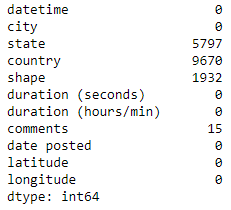 datetime 0
city 0
state 5797
country 9670
shape 1932
duration (seconds) 0
duration (hours/min) 0
comments 15
date posted 0
latitude 0
longitude 0
dtype: int64